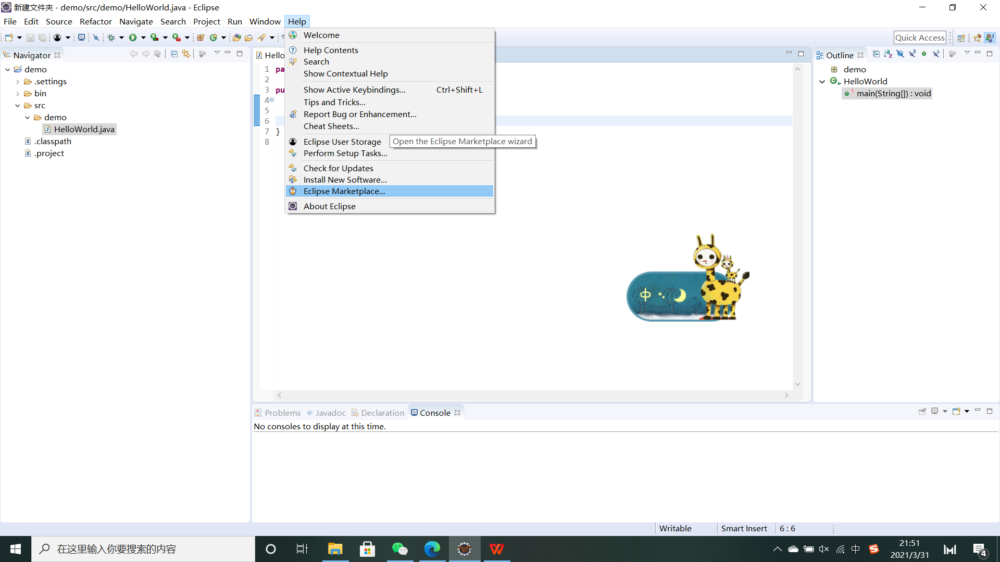 新建文件夹 - demo/src/demo/HelloWorld.java - Eclipse
File Edit Source Refactor Navigate Search Project Run Window Help
Quick Access
Navigator
demo
.settings
bin
src
demo
HelloWorld.java
.classpath
.project
Hello
1 pa
2
3 pu
4
5
6
7 }
8
Welcome
Help Contents
Search
Show Contextual Help
Show Active Keybindings... Ctrl+Shift+L
Tips and Tricks...
Report Bug or Enhancement...
Cheat Sheets...
Eclipse User Storage
Open the Eclipse Marketplace wizard
Perform Setup Tasks...
Check for Updates
Install New Software...
Eclipse Marketplace...
About Eclipse
Outline
demo
HelloWorld
main(String[]) : void
中
Problems @ Javadoc Declaration Console
No consoles to display at this time.
Writable Smart Insert 6 : 6
在这里输入你要搜索的内容
中
21:51
2021/3/31
4